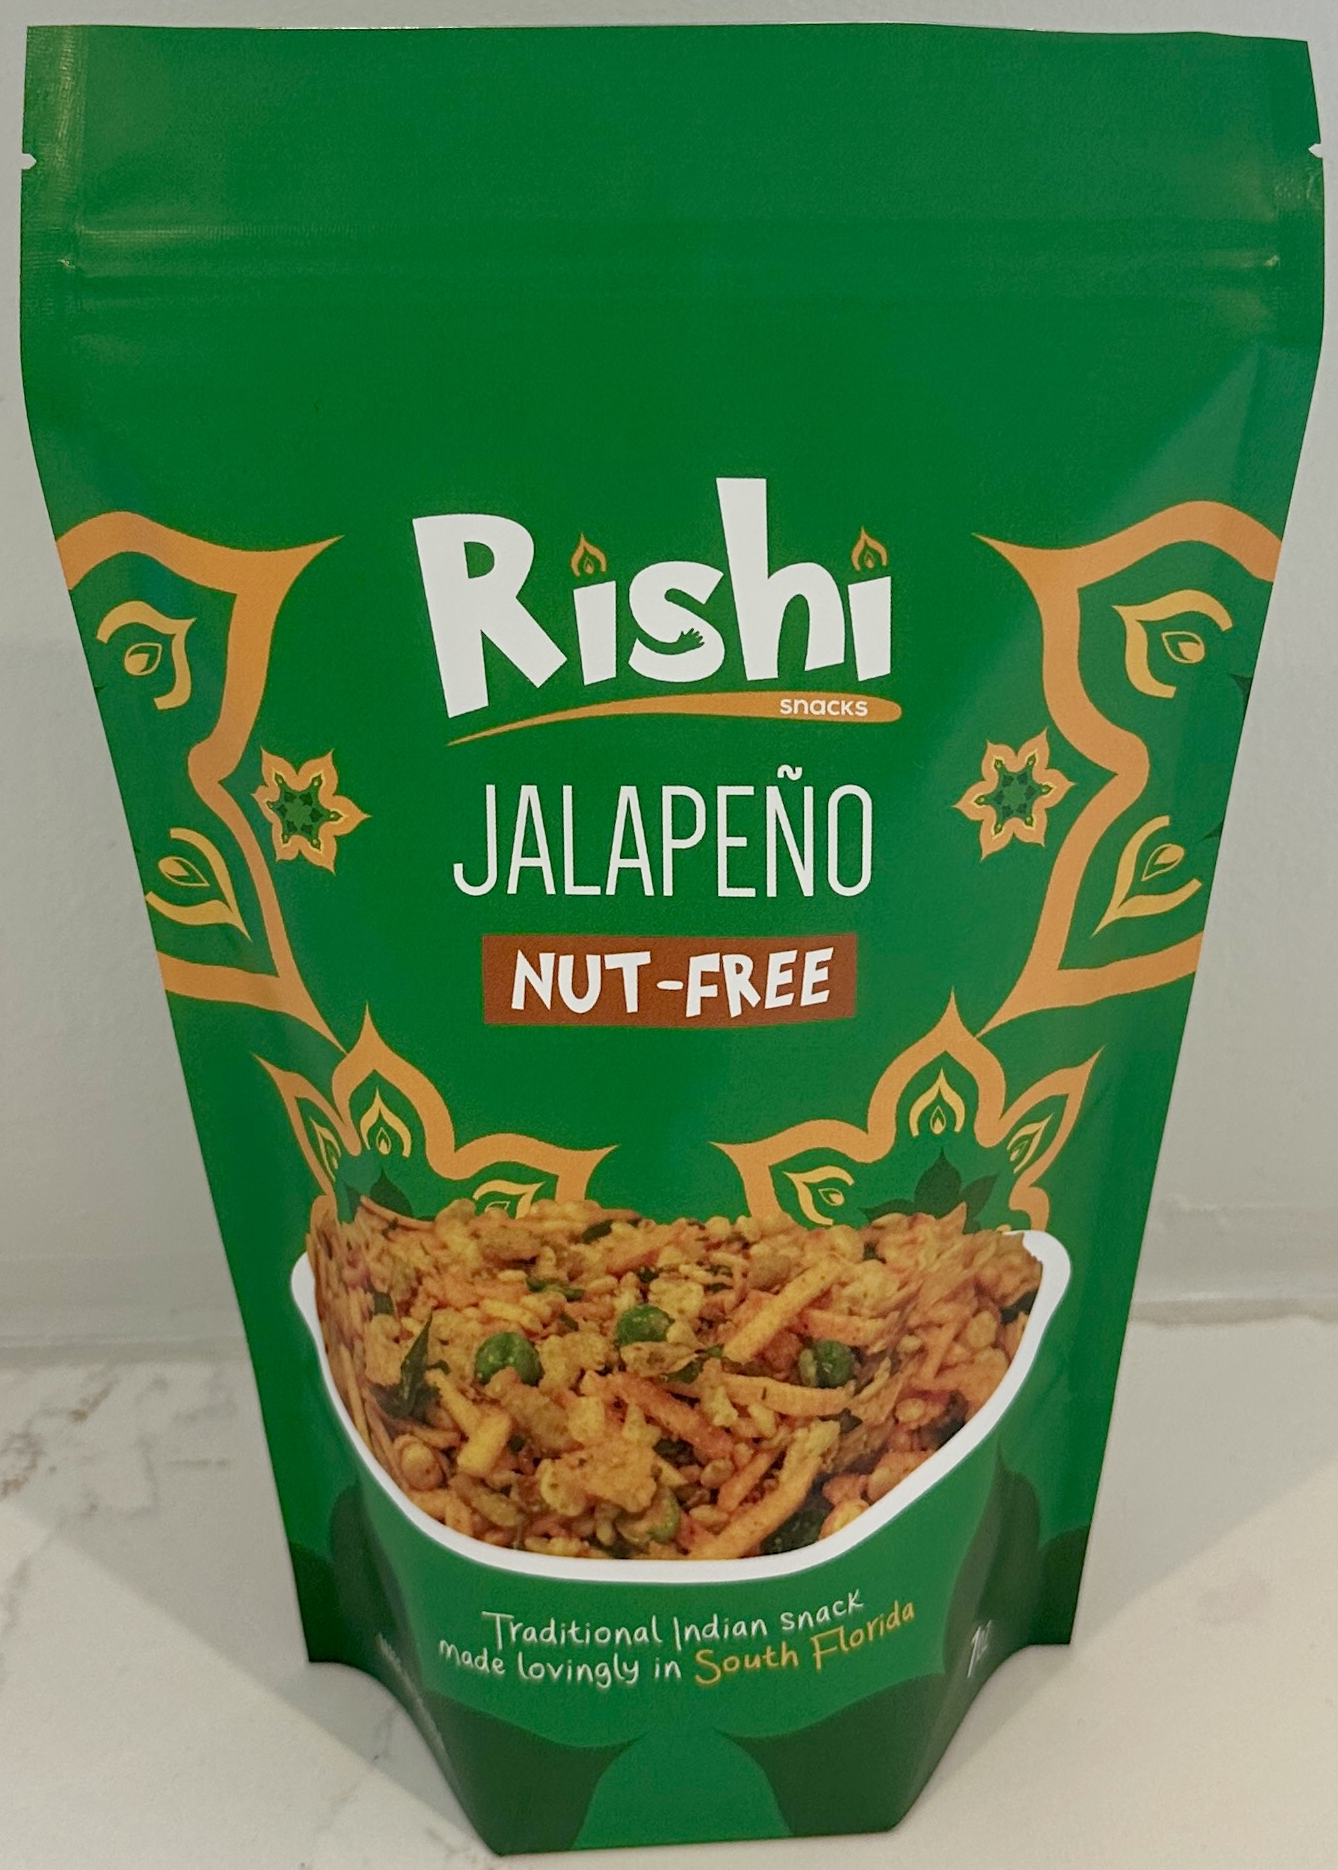 Rishi
snacks
JALAPEÑO
NUT-FREE
Traditional Indian snack
made lovingly in South Florida